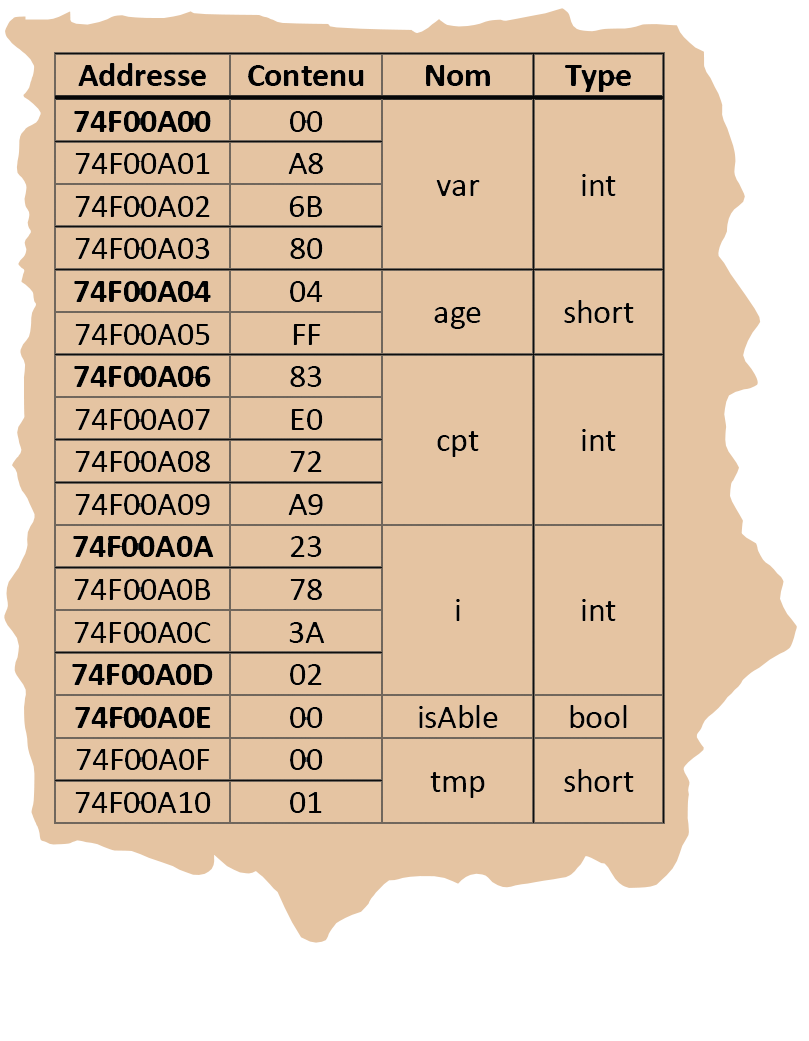 Addresse Contenu Nom Type
74F00A00 00
74F00A01 A8
var int
74F00A02 6B
74F00A03 80
74F00A04 04
age short
74F00A05 FF
74F00A06 83
74F00A07 E0
cpt int
74F00A08 72
74F00A09 A9
74F00A0A 23
74F00A0B 78
i int
74F00A0C 3A
74F00A0D 02
74F00A0E 00 isAble bool
74F00A0F 00
tmp short
74F00A10 01